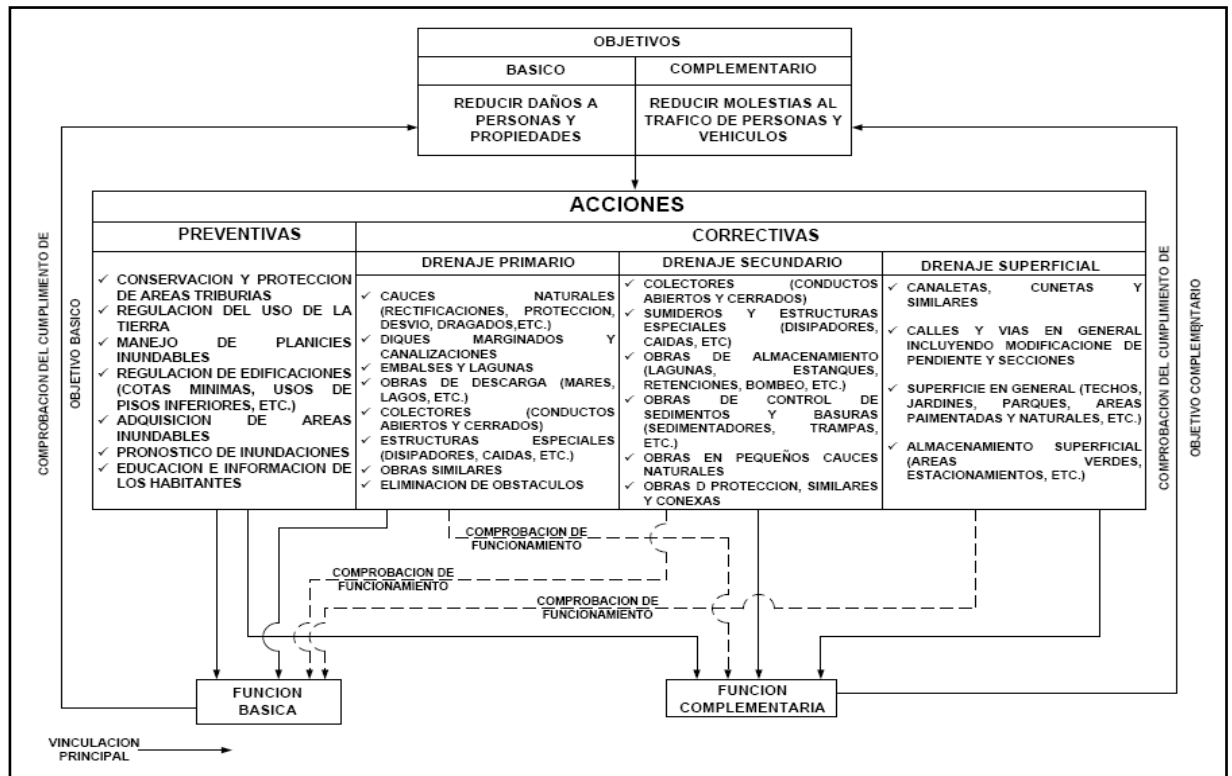 OBJETIVOS
BASICO
COMPLEMENTARIO
REDUCIR DAÑOS A
PERSONAS Y
PROPIEDADES
REDUCIR MOLESTIAS AL
TRAFICO DE PERSONAS Y
VEHICULOS
ACCIONES
PREVENTIVAS
CORRECTIVAS
✓ CONSERVACION Y PROTECCION
DE AREAS TRIBURIAS
✓ REGULACION DEL USO DE LA
TIERRA
✓ MANEJO DE PLANICIES
INUNDABLES
✓ REGULACION DE EDIFICACIONES
(COTAS MINIMAS, USOS DE
PISOS INFERIORES, ETC.)
✓ ADQUISICION DE AREAS
INUNDABLES
✓ PRONOSTICO DE INUNDACIONES
✓ EDUCACION E INFORMACION DE
LOS HABITANTES
DRENAJE PRIMARIO
✓ CAUCES NATURALES
(RECTIFICACIONES, PROTECCION,
DESVIO, DRAGADOS,ETC.)
✓ DIQUES MARGINADOS Y
CANALIZACIONES
✓ EMBALSES Y LAGUNAS
✓ OBRAS DE DESCARGA (MARES,
LAGOS, ETC.)
✓ COLECTORES (CONDUCTOS
ABIERTOS Y CERRADOS)
✓ ESTRUCTURAS ESPECIALES
(DISIPADORES, CAIDAS, ETC.)
✓ OBRAS SIMILARES
✓ ELIMINACION DE OBSTACULOS
DRENAJE SECUNDARIO
✓ COLECTORES (CONDUCTOS
ABIERTOS Y CERRADOS)
✓ SUMIDEROS Y ESTRUCTURAS
ESPECIALES (DISIPADORES,
CAIDAS, ETC)
✓ OBRAS DE ALMACENAMIENTO
(LAGUNAS, ESTANQUES,
RETENCIONES, BOMBEO, ETC.)
✓ OBRAS DE CONTROL DE
SEDIMENTOS Y BASURAS
(SEDIMENTADORES, TRAMPAS,
ETC.)
✓ OBRAS EN PEQUEÑOS CAUCES
NATURALES
✓ OBRAS D PROTECCION, SIMILARES
Y CONEXAS
DRENAJE SUPERFICIAL
✓ CANALETAS, CUNETAS Y
SIMILARES
✓ CALLES Y VIAS EN GENERAL
INCLUYENDO MODIFICACIONE DE
PENDIENTE Y SECCIONES
✓ SUPERFICIE EN GENERAL (TECHOS,
JARDINES, PARQUES, AREAS
PAIMENTADAS Y NATURALES, ETC.)
✓ ALMACENAMIENTO SUPERFICIAL
(AREAS VERDES,
ESTACIONAMIENTOS, ETC.)
COMPROBACION DEL CUMPLIMIENTO DE
OBJETIVO BASICO
COMPROBACION DEL CUMPLIMIENTO DE
OBJETIVO COMPLEMENTARIO
COMPROBACION DE
FUNCIONAMIENTO
COMPROBACION DE
FUNCIONAMIENTO
COMPROBACION DE
FUNCIONAMIENTO
FUNCION
BASICA
FUNCION
COMPLEMENTARIA
VINCULACION
PRINCIPAL